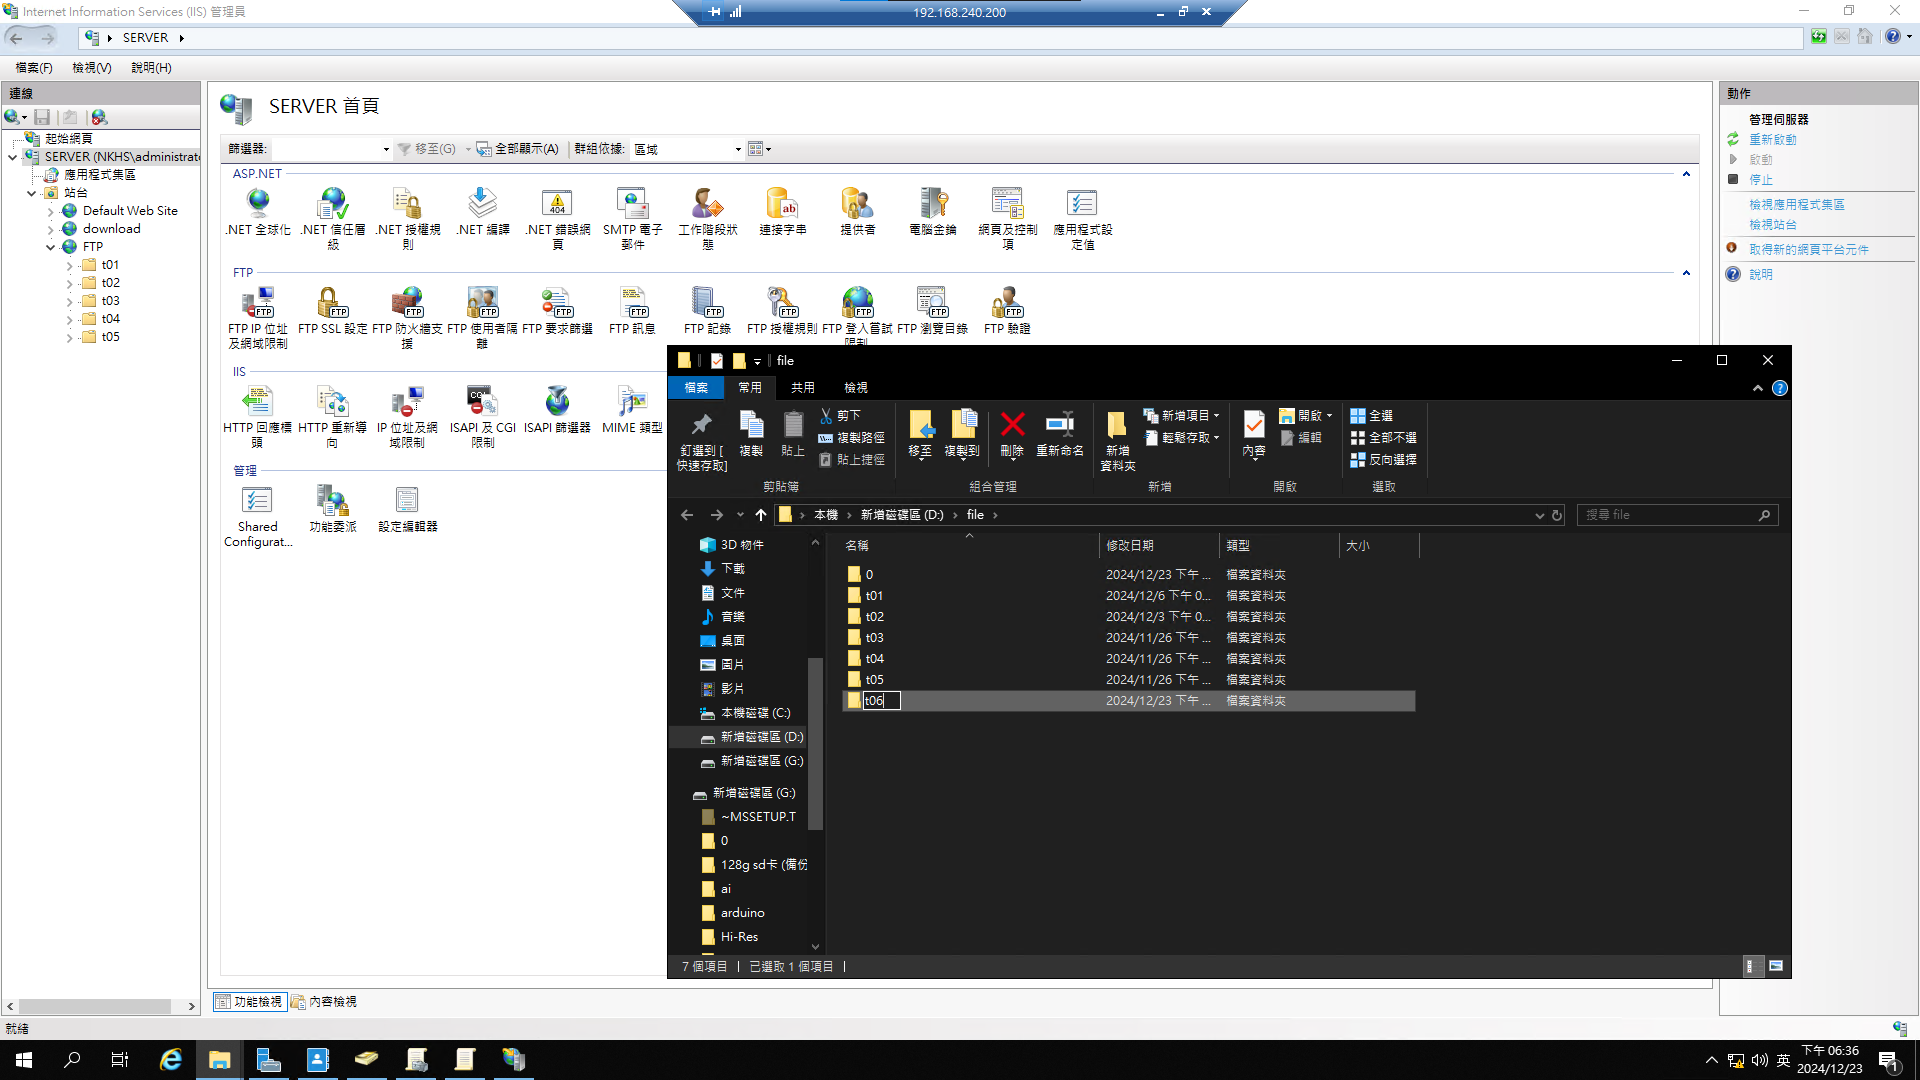 Internet Information Services (IIS) 管理員
192.168.240.200
SERVER
檔案(F) 檢視(V) 說明(H)
連線
起始網頁
SERVER (NKHS\administrat
應用程式集區
站台
Default Web Site
download
FTP
t01
t02
t03
t04
t05
SERVER 首頁
篩選器: 移至(G) 全部顯示(A) 群組依據: 區域
ASP.NET
.NET 全球化
.NET 信任層級
.NET 授權規則
.NET 編譯
.NET 錯誤網頁
SMTP 電子郵件
工作階段狀態
連接字串
提供者
電腦金鑰
網頁及控制項
應用程式設定值
FTP
FTP IP 位址及網域限制
FTP SSL 設定
FTP 防火牆支援
FTP 使用者隔離
FTP 要求篩選
FTP 訊息
FTP 記錄
FTP 授權規則
FTP 登入嘗試限制
FTP 瀏覽目錄
FTP 驗證
IIS
HTTP 回應標頭
HTTP 重新導向
IP 位址及網域限制
ISAPI 及 CGI 限制
ISAPI 篩選器
MIME 類型
管理
Shared Configurat...
功能委派
設定編輯器
功能檢視 內容檢視
就緒
動作
管理伺服器
重新啟動
啟動
停止
檢視應用程式集區
檢視站台
取得新的網頁平台元件
說明
file
檔案 常用 共用 檢視
釘選到 [快速存取]
複製
貼上
剪下
複製路徑
貼上捷徑
剪貼簿
移至
複製到
刪除
重新命名
組合管理
新增資料夾
新增項目
輕鬆存取
新增
內容
開啟
編輯
開啟
全選
全部不選
反向選擇
選取
本機 新增磁碟區 (D:) file
搜尋 file
3D 物件
下載
文件
音樂
桌面
圖片
影片
本機磁碟 (C:)
新增磁碟區 (D:)
新增磁碟區 (G:)
新增磁碟區 (G:)
~MSSETUP.T
0
128g sd卡 (備份
ai
arduino
Hi-Res
名稱 修改日期 類型 大小
0 2024/12/23 下午 ... 檔案資料夾
t01 2024/12/6 下午 0... 檔案資料夾
t02 2024/12/3 下午 0... 檔案資料夾
t03 2024/11/26 下午 ... 檔案資料夾
t04 2024/11/26 下午 ... 檔案資料夾
t05 2024/11/26 下午 ... 檔案資料夾
t06 2024/12/23 下午 ... 檔案資料夾
7 個項目 已選取 1 個項目
英
下午 06:36
2024/12/23
1